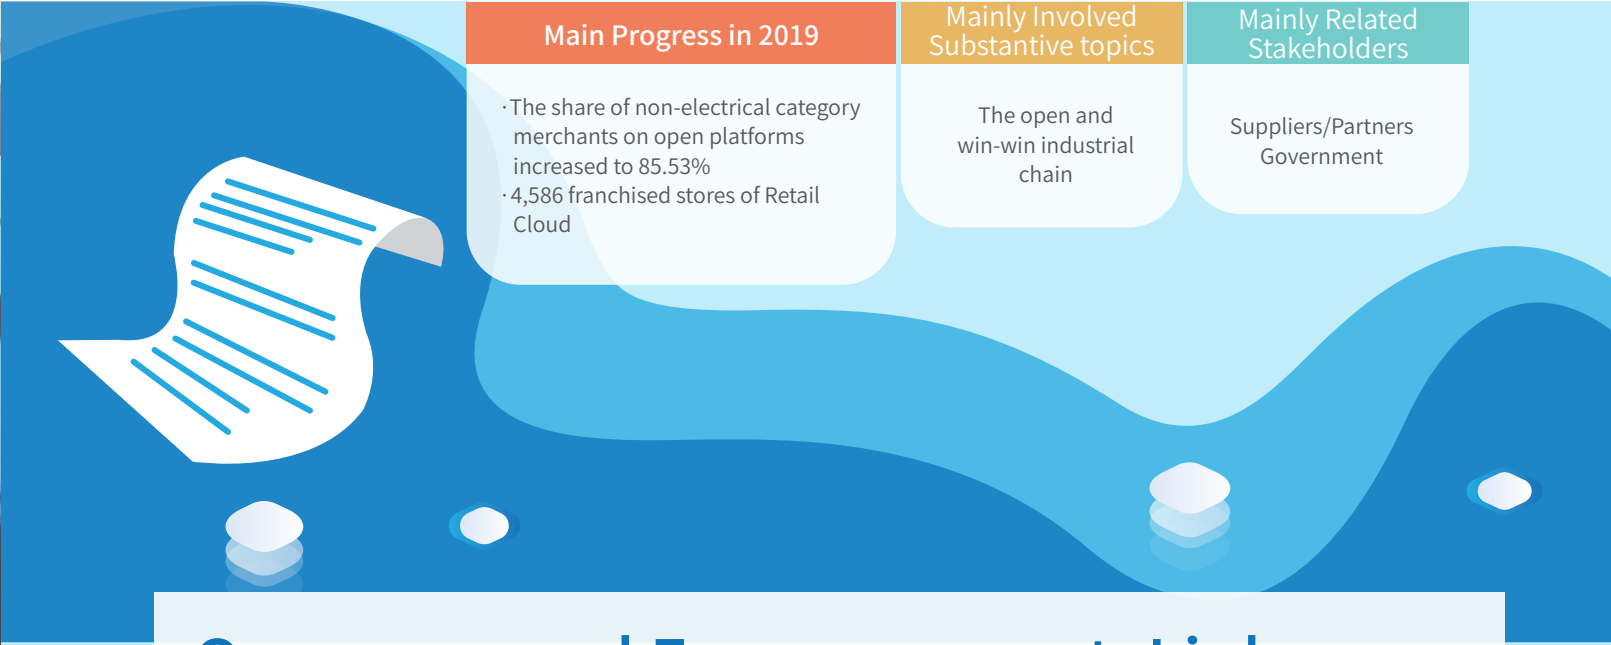 Main Progress in 2019
Mainly Involved
Substantive topics
Mainly Related
Stakeholders
·The share of non-electrical category
merchants on open platforms
increased to 85.53%
·4,586 franchised stores of Retail
Cloud
The open and
win-win industrial
chain
Suppliers/Partners
Government